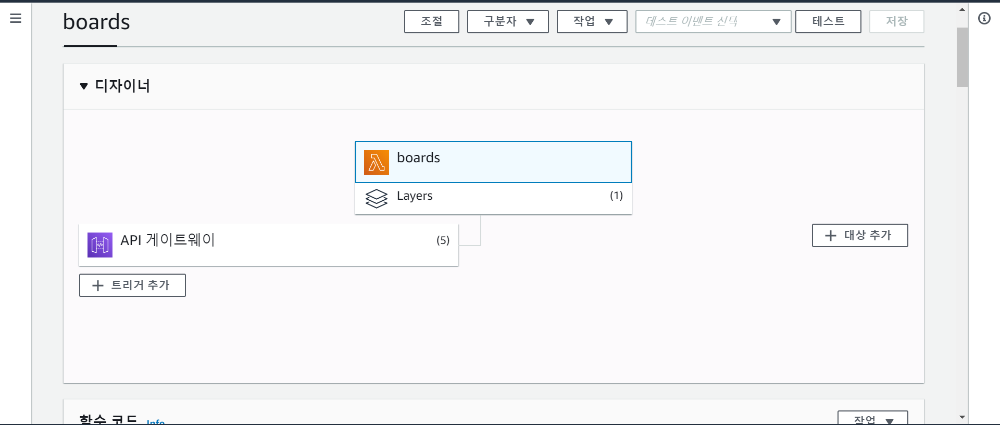 boards
조절
구분자
작업
테스트 이벤트 선택
테스트
저장
디자이너
boards
Layers
(1)
API 게이트웨이
(5)
대상 추가
트리거 추가
함수 코드 Info
작업